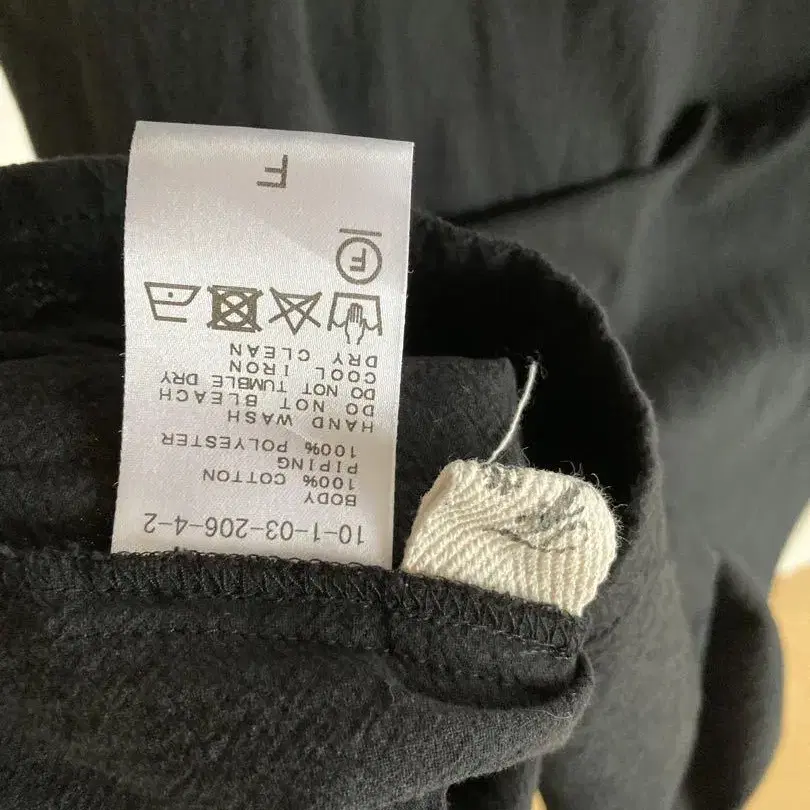 10-1-03-206-4-2
BODY
100% COTTON
PIPING
100% POLYESTER
HAND WASH
DO NOT BLEACH
DO NOT TUMBLE DRY
COOL IRON
DRY CLEAN
F
F